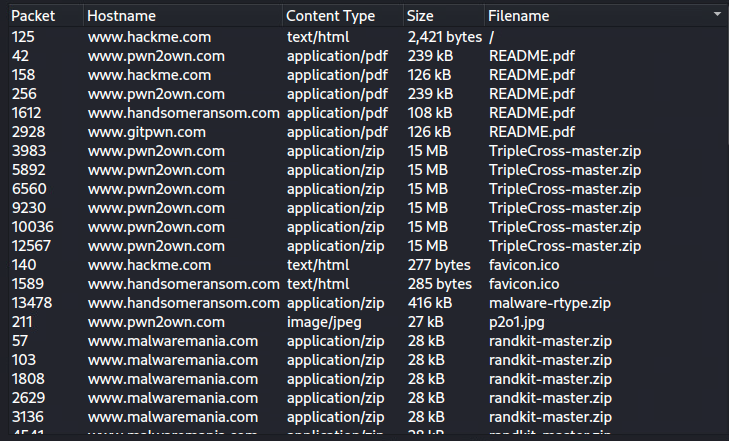 Packet Hostname Content Type Size Filename
125 www.hackme.com text/html 2,421 bytes /
42 www.pwn2own.com application/pdf 239 kB README.pdf
158 www.hackme.com application/pdf 126 kB README.pdf
256 www.pwn2own.com application/pdf 239 kB README.pdf
1612 www.handsomeransom.com application/pdf 108 kB README.pdf
2928 www.gitpwn.com application/pdf 126 kB README.pdf
3983 www.pwn2own.com application/zip 15 MB TripleCross-master.zip
5892 www.pwn2own.com application/zip 15 MB TripleCross-master.zip
6560 www.pwn2own.com application/zip 15 MB TripleCross-master.zip
9230 www.pwn2own.com application/zip 15 MB TripleCross-master.zip
10036 www.pwn2own.com application/zip 15 MB TripleCross-master.zip
12567 www.pwn2own.com application/zip 15 MB TripleCross-master.zip
140 www.hackme.com text/html 277 bytes favicon.ico
1589 www.handsomeransom.com text/html 285 bytes favicon.ico
13478 www.handsomeransom.com application/zip 416 kB malware-rtype.zip
211 www.pwn2own.com image/jpeg 27 kB p2o1.jpg
57 www.malwaremania.com application/zip 28 kB randkit-master.zip
103 www.malwaremania.com application/zip 28 kB randkit-master.zip
1808 www.malwaremania.com application/zip 28 kB randkit-master.zip
2629 www.malwaremania.com application/zip 28 kB randkit-master.zip
3136 www.malwaremania.com application/zip 28 kB randkit-master.zip
4541 www.malwaremania.com application/zip 28 kB randkit-master.zip